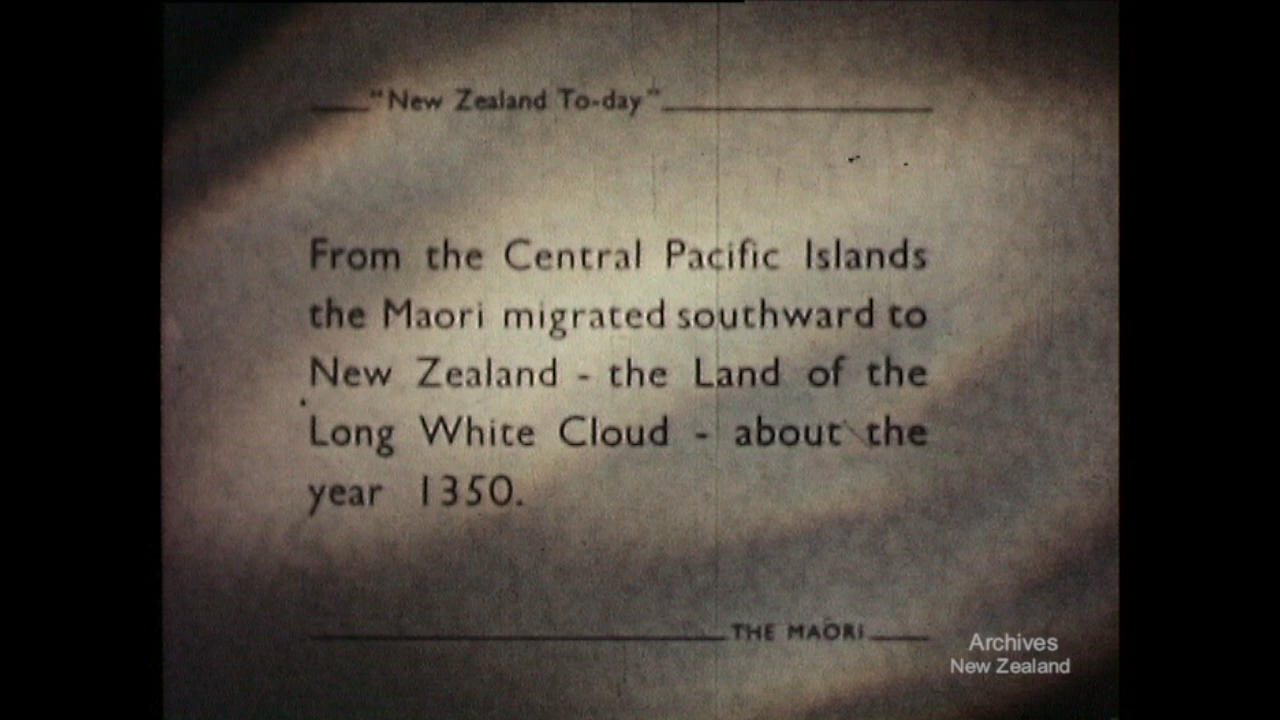 "New Zealand To-day"
From the Central Pacific Islands
the Maori migrated southward to
New Zealand - the Land of the
Long White Cloud - about the
year 1350.
THE MAORI
Archives
New Zealand